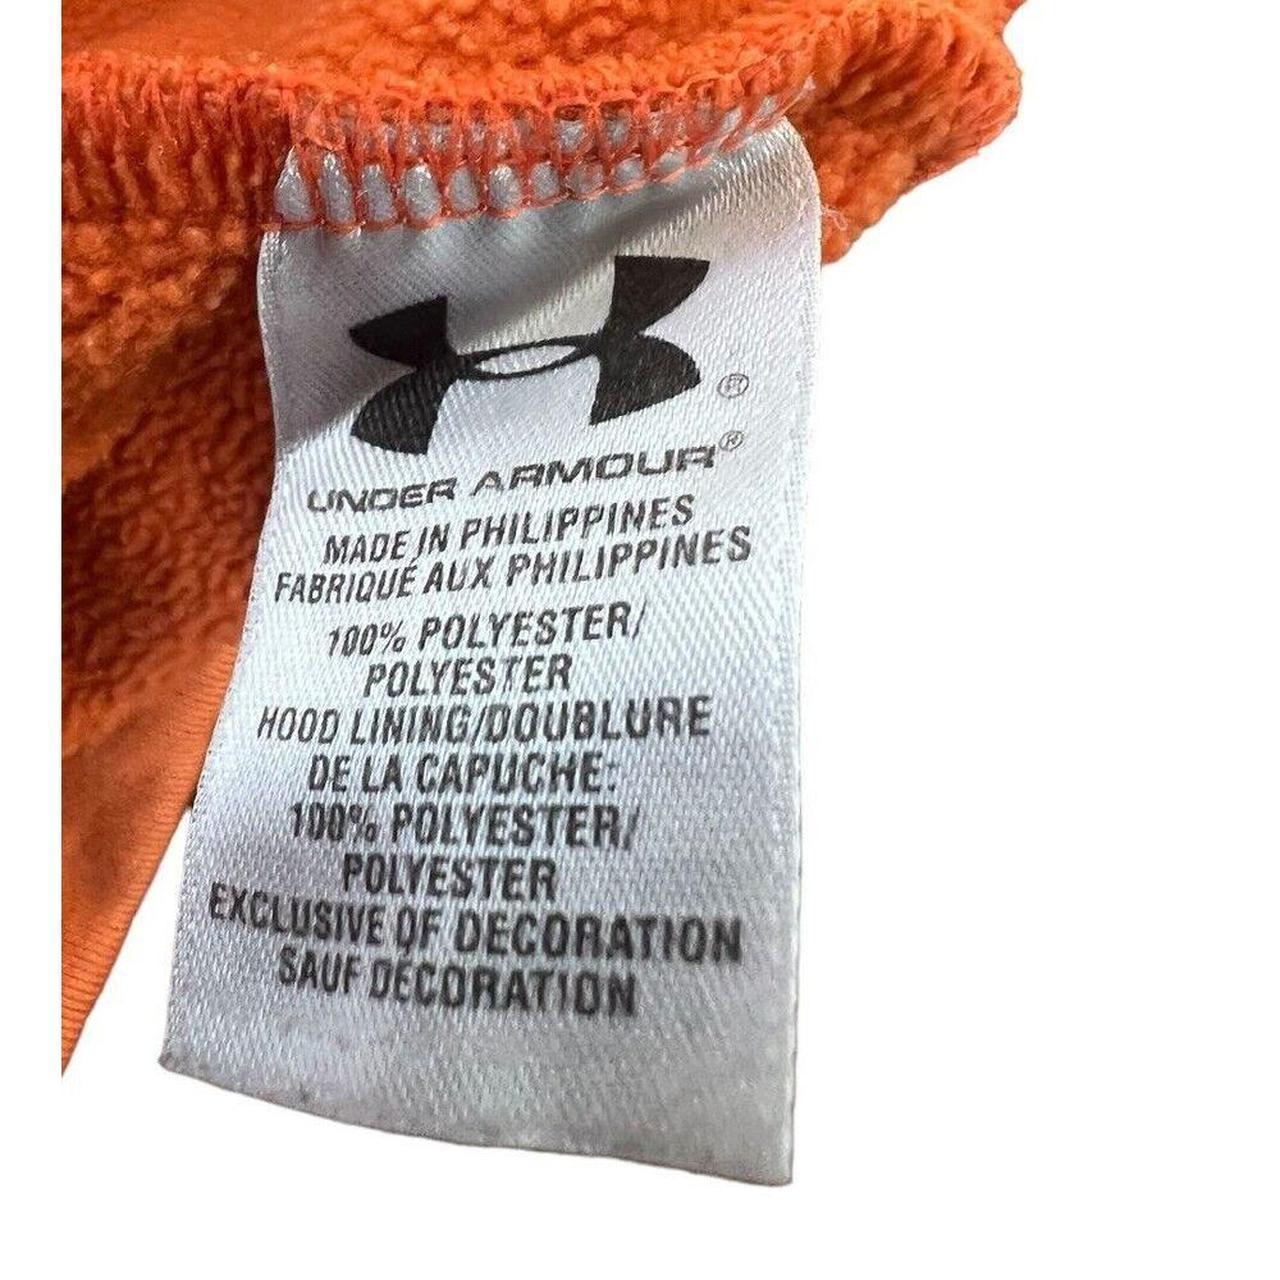 ®
UNDER ARMOUR®
MADE IN PHILIPPINES
FABRIQUÉ AUX PHILIPPINES
100% POLYESTER/
POLYESTER
HOOD LINING/DOUBLURE
DE LA CAPUCHE:
100% POLYESTER/
POLYESTER
EXCLUSIVE OF DECORATION
SAUF DECORATION